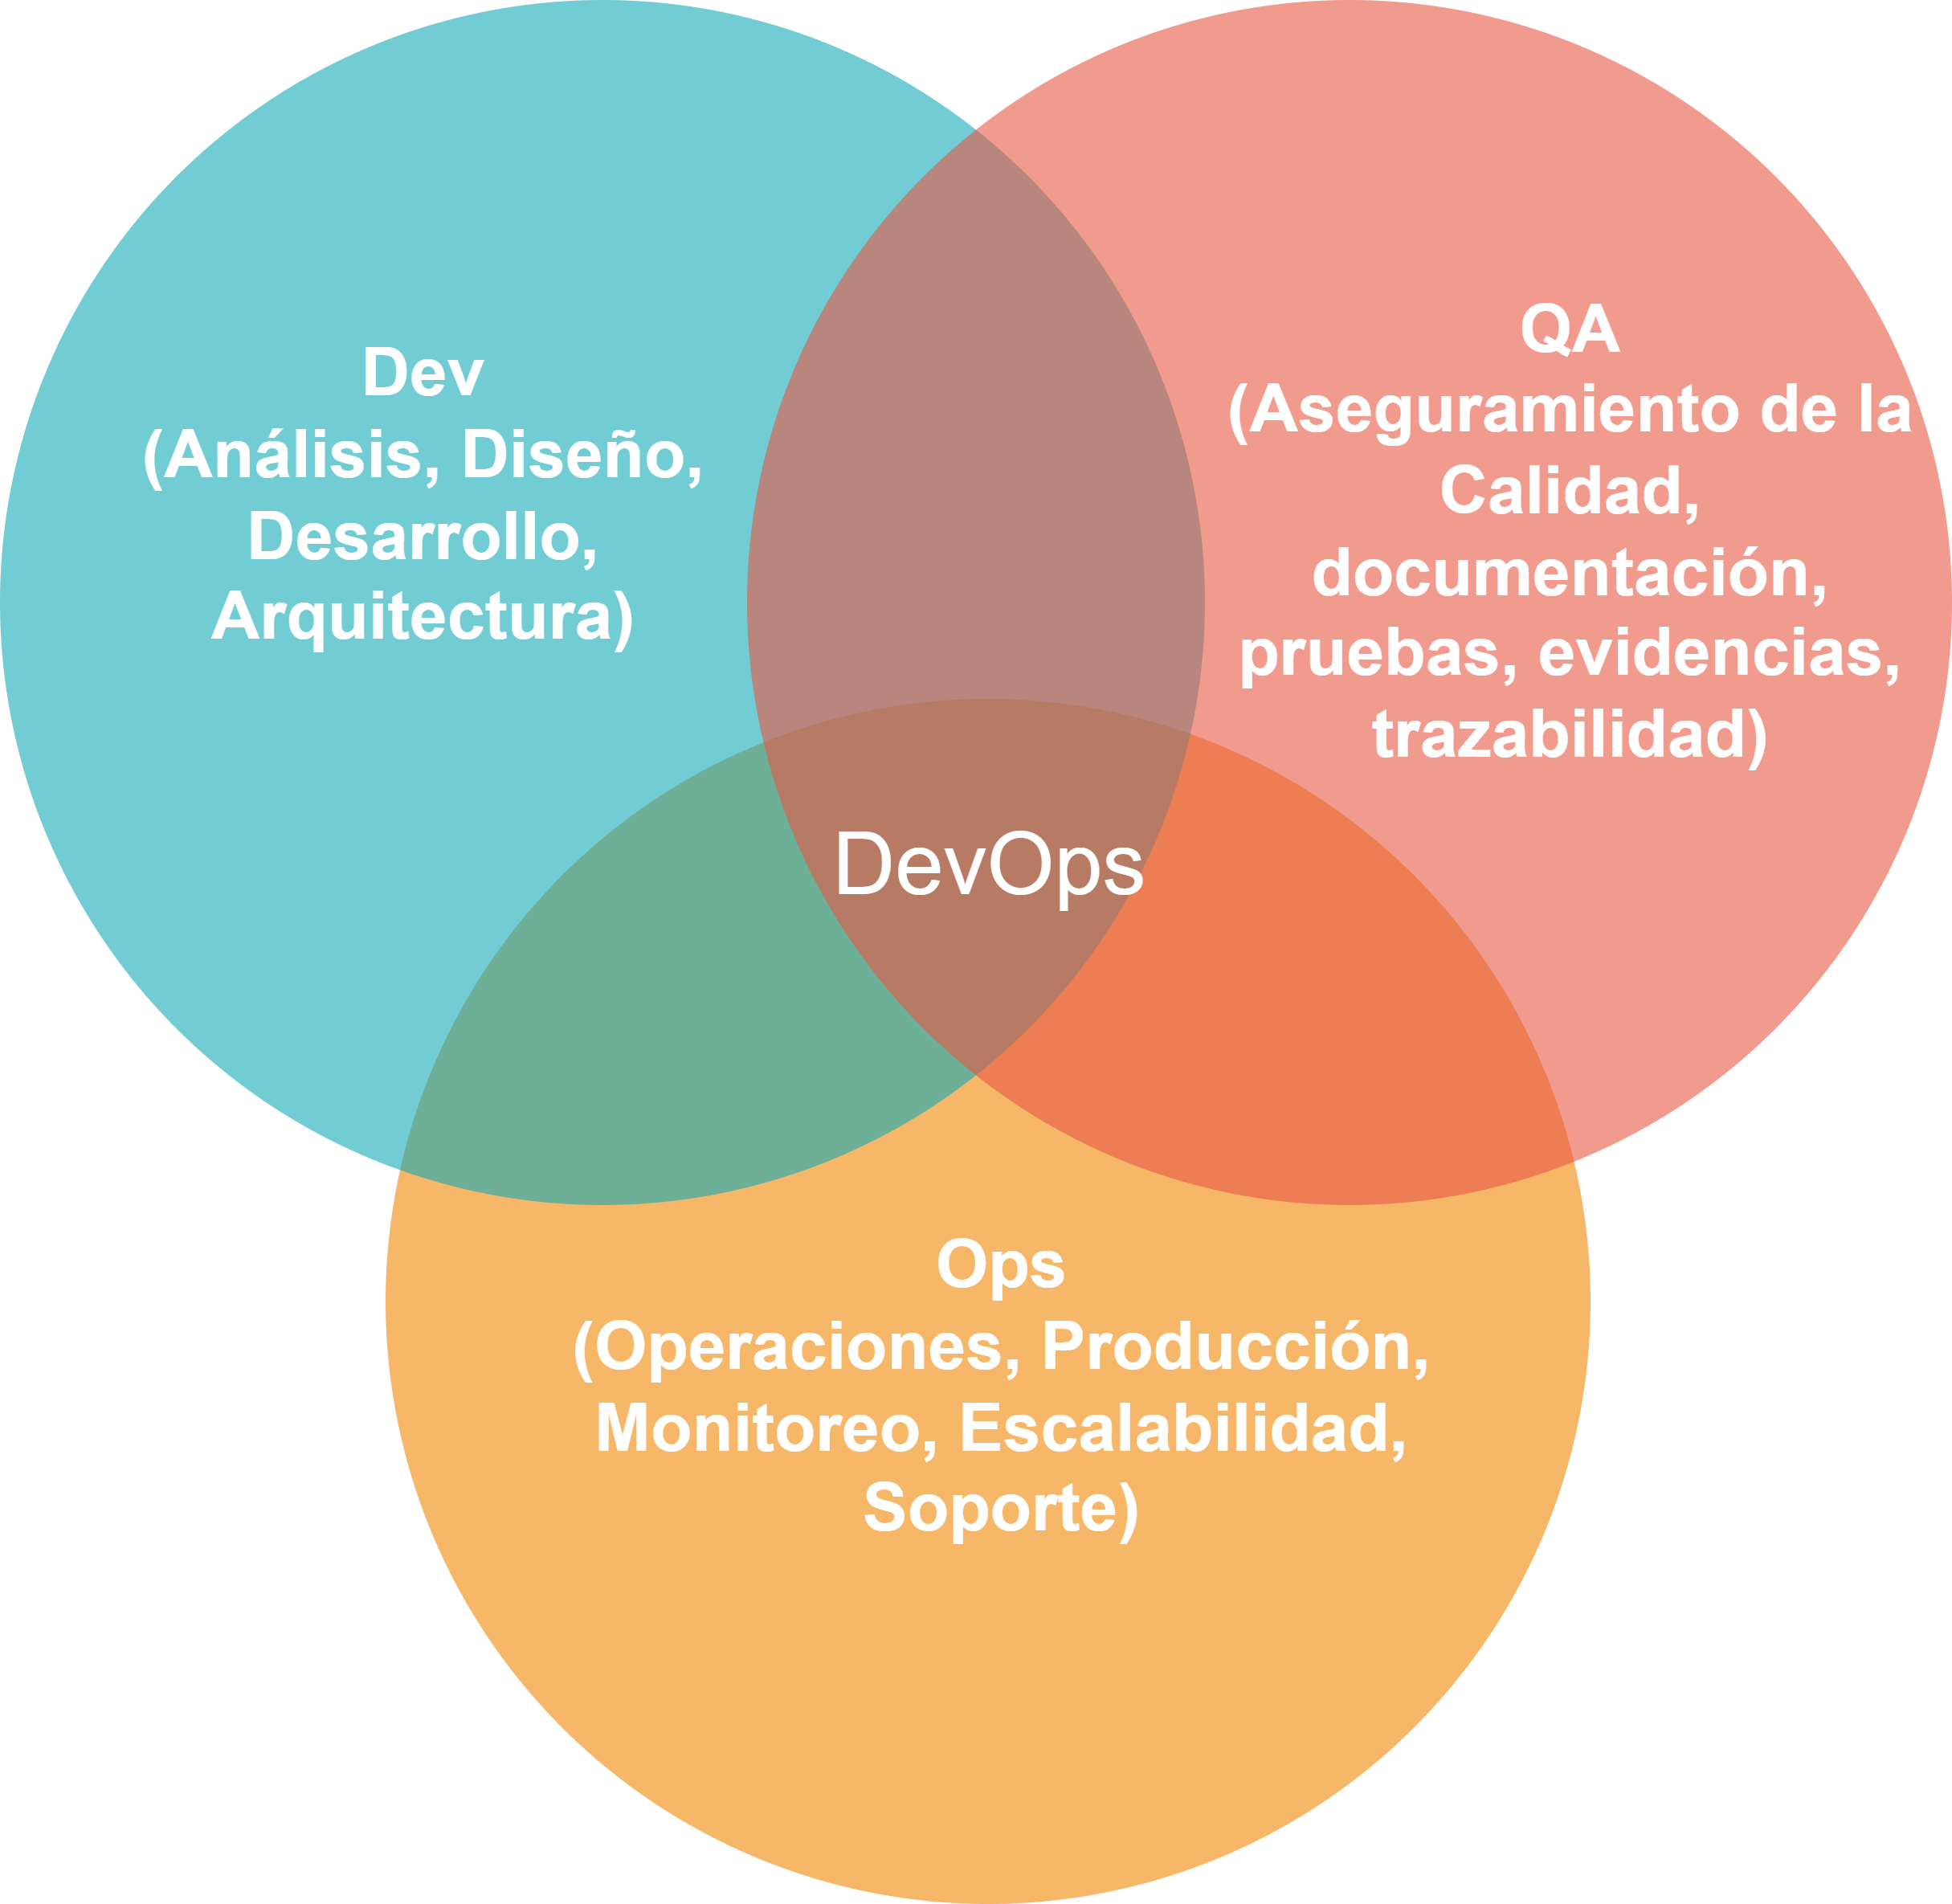 Dev
(Análisis, Diseño,
Desarrollo,
Arquitectura)
QA
(Aseguramiento de la
Calidad,
documentación,
pruebas, evidencias,
trazabilidad)
DevOps
Ops
(Operaciones, Producción,
Monitoreo, Escalabilidad,
Soporte)